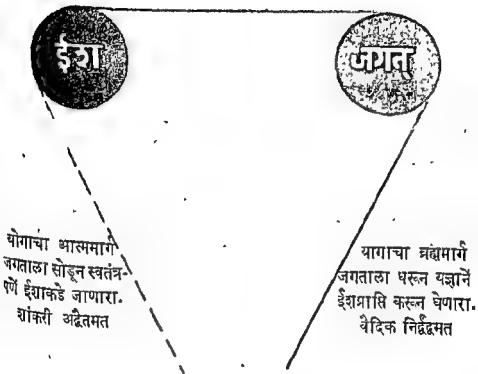 ईश
जगत्
योगाचा आत्ममार्ग
जगताला सोडून स्वतंत्र-
पणें ईशाकडे जाणारा.
शांकरी अद्वैतमत
यागाचा ब्रह्ममार्ग
जगताला धरून यज्ञानें
ईशप्राप्ति करून घेणारा.
वैदिक निर्द्वंद्वमत